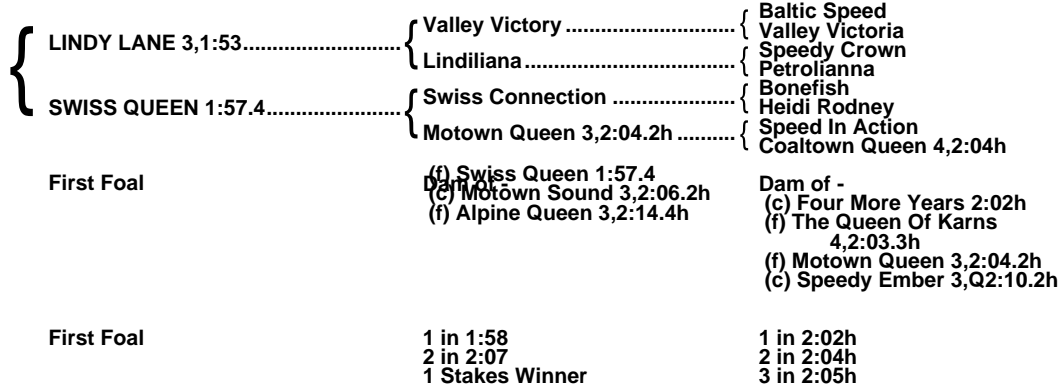 LINDY LANE 3,1:53
SWISS QUEEN 1:57.4
Valley Victory
Lindiliana
Swiss Connection
Motown Queen 3,2:04.2h
Baltic Speed
Valley Victoria
Speedy Crown
Petrolianna
Bonefish
Heidi Rodney
Speed In Action
Coaltown Queen 4,2:04h
First Foal
Dam of -
(f) Swiss Queen 1:57.4
(c) Motown Sound 3,2:06.2h
(f) Alpine Queen 3,2:14.4h
Dam of -
(c) Four More Years 2:02h
(f) The Queen Of Karns
4,2:03.3h
(f) Motown Queen 3,2:04.2h
(c) Speedy Ember 3,Q2:10.2h
First Foal
1 in 1:58
2 in 2:07
1 Stakes Winner
1 in 2:02h
2 in 2:04h
3 in 2:05h